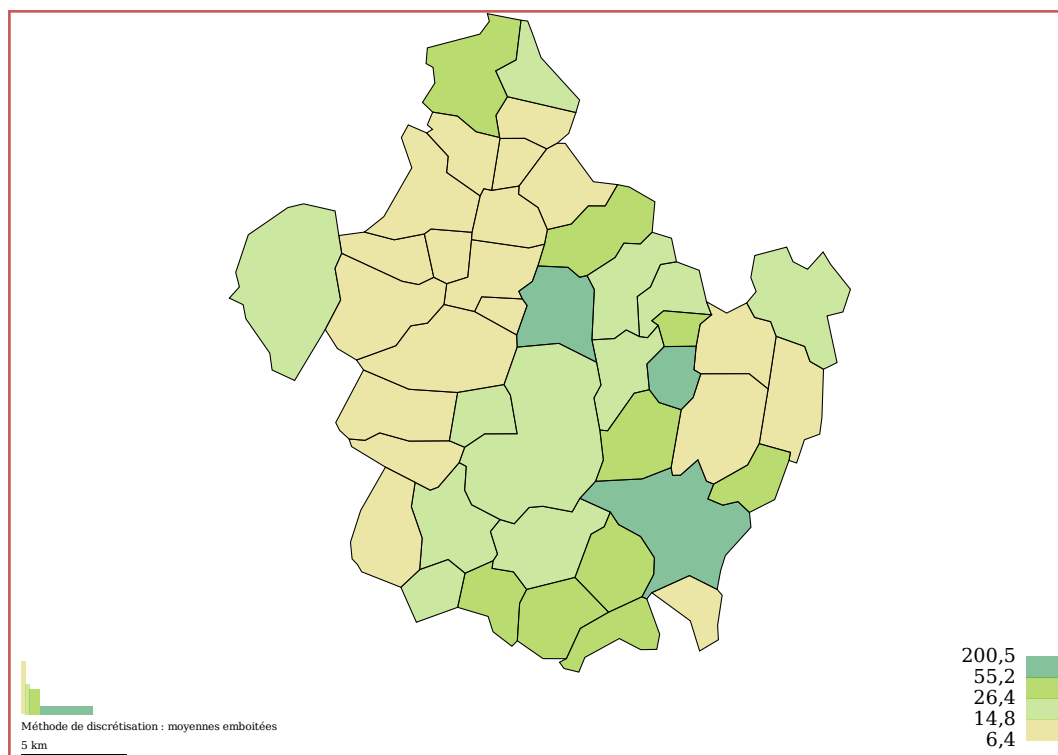 200,5
55,2
26,4
14,8
6,4
Méthode de discrétisation : moyennes emboitées
5 km